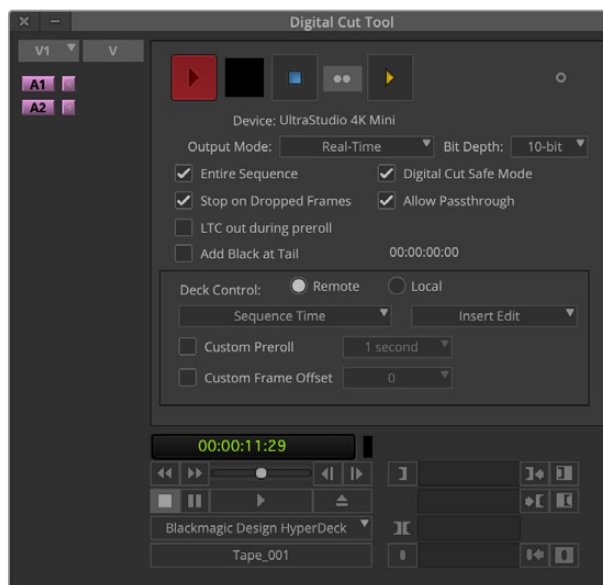 Digital Cut Tool
V1 V
A1
A2
Device: UltraStudio 4K Mini
Output Mode: Real-Time Bit Depth: 10-bit
Entire Sequence Digital Cut Safe Mode
Stop on Dropped Frames Allow Passthrough
LTC out during preroll
Add Black at Tail 00:00:00:00
Deck Control: Remote Local
Sequence Time Insert Edit
Custom Preroll 1 second
Custom Frame Offset 0
00:00:11:29
Blackmagic Design HyperDeck
Tape_001